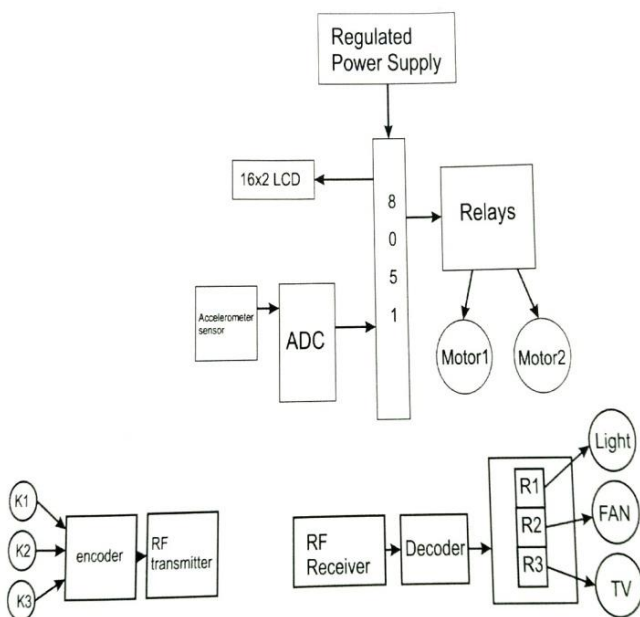 Regulated
Power Supply
16x2 LCD
8
0
5
1
Relays
Accelerometer
sensor
ADC
Motor1
Motor2
K1
K2
K3
encoder
RF
transmitter
RF
Receiver
Decoder
R1
R2
R3
Light
FAN
TV